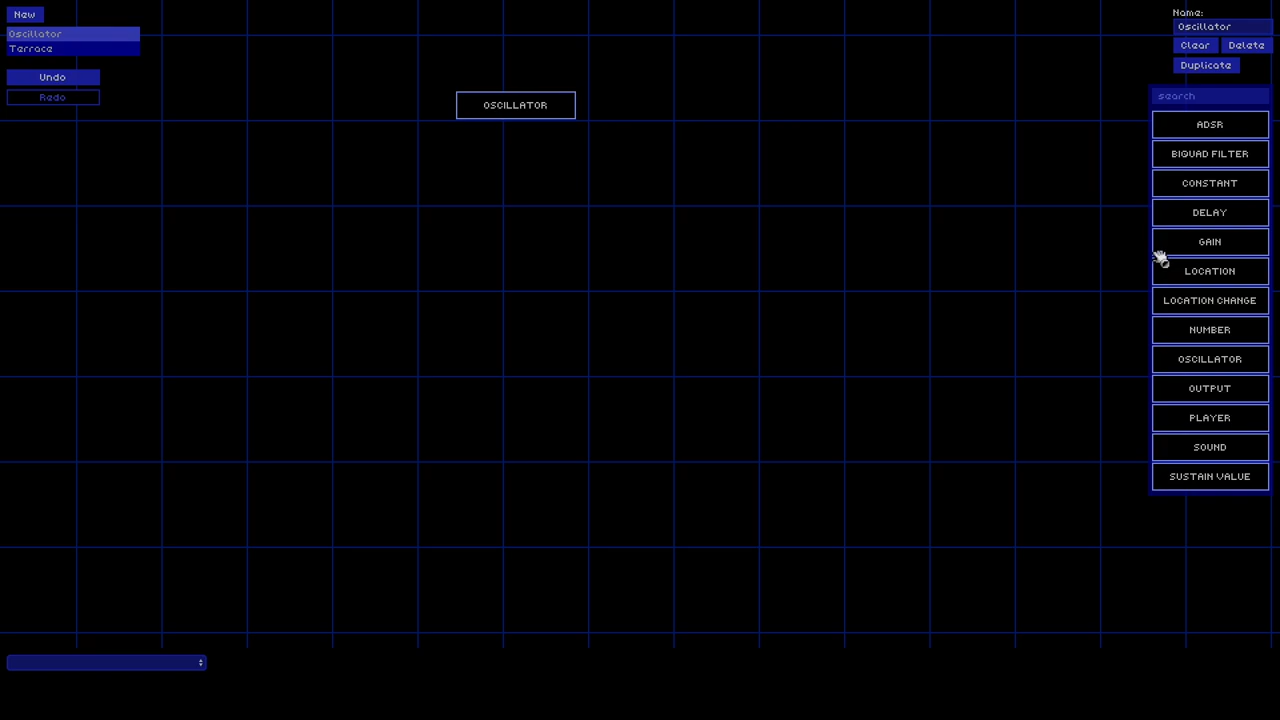 New
Oscillator
Terrace
Undo
Redo
OSCILLATOR
Name:
Oscillator
Clear
Delete
Duplicate
search
ADSR
BIQUAD FILTER
CONSTANT
DELAY
GAIN
LOCATION
LOCATION CHANGE
NUMBER
OSCILLATOR
OUTPUT
PLAYER
SOUND
SUSTAIN VALUE